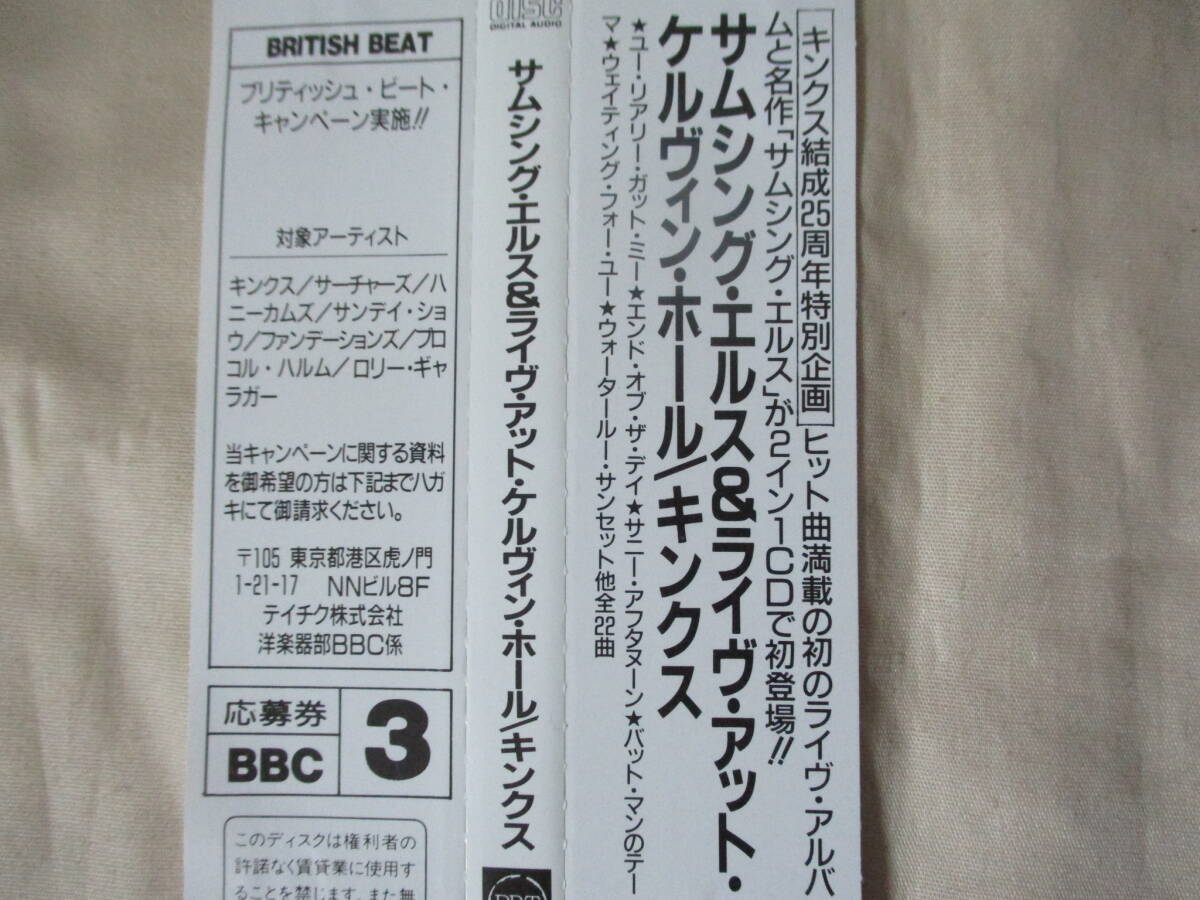 キンクス結成25周年特別企画 ヒット曲満載の初のライヴ・アルバ
ムと名作「サムシング・エルス」が2イン1CDで初登場!!
サムシング・エルス&ライヴ・アット・
ケルヴィン・ホール/キンクス
★ユー・リアリー・ガット・ミー★エンド・オブ・ザ・デイ★サニー・アフタヌーン★バット・マンのテー
マ★ウェイティング・フォー・ユー★ウォータールー・サンセット他全22曲
DISC
DIGITAL AUDIO
サムシング・エルス&ライヴ・アット・ケルヴィン・ホール/キンクス
BRITISH BEAT
ブリティッシュ・ビート・
キャンペーン実施!!
対象アーティスト
キンクス/サーチャーズ/ハ
ニーカムズ/サンデイ・ショ
ウ/ファンデーションズ/プロ
コル・ハルム/ロリー・ギャ
ラガー
当キャンペーンに関する資料
を御希望の方は下記までハガ
キにて御請求ください。
〒105 東京都港区虎ノ門
1-21-17 NNビル8F
テイチク株式会社
洋楽器部BBC係
応募券
BBC
3
このディスクは権利者の
許諾なく賃貸業に使用す
ることを禁じます。また無